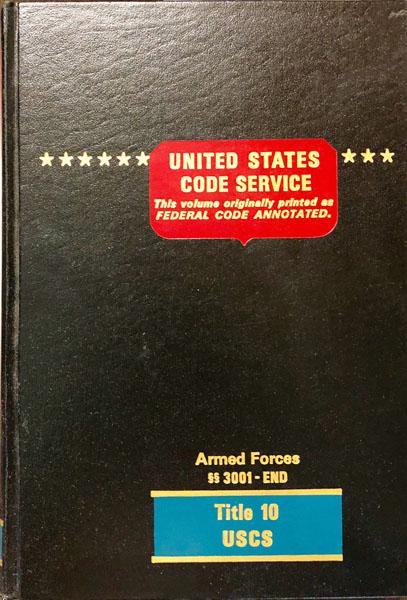 UNITED STATES
CODE SERVICE
This volume originally printed as
FEDERAL CODE ANNOTATED.
Armed Forces
§§ 3001 - END
Title 10
USCS